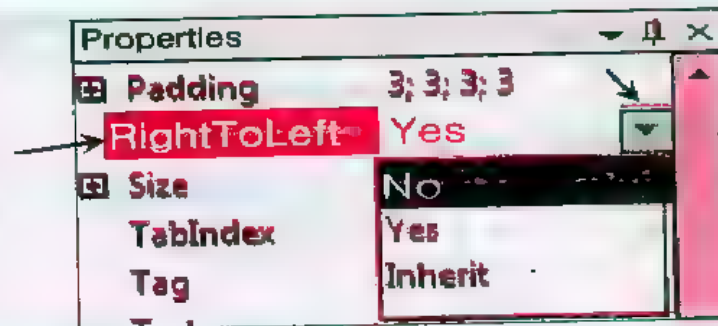 Properties
Padding 3; 3; 3; 3
RightToLeft Yes
Size No
TabIndex Yes
Tag Inherit